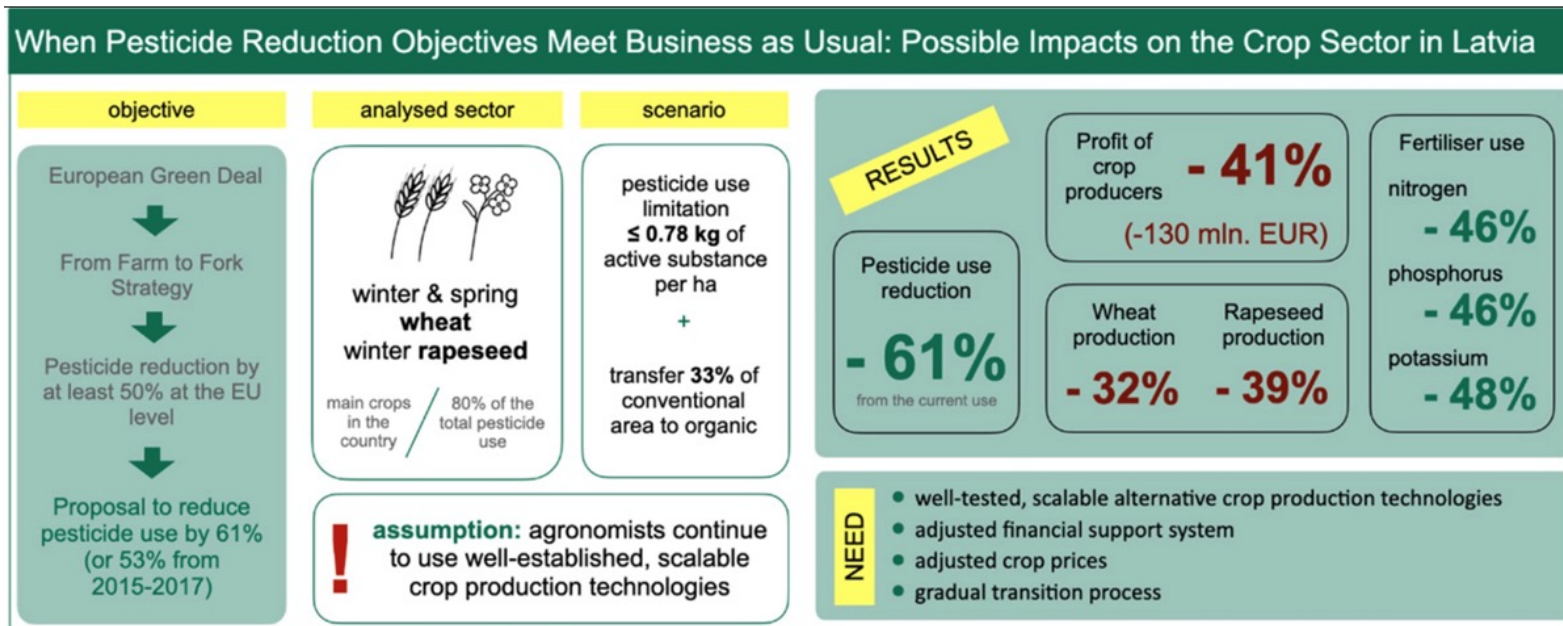 When Pesticide Reduction Objectives Meet Business as Usual: Possible Impacts on the Crop Sector in Latvia
objective
European Green Deal
From Farm to Fork
Strategy
Pesticide reduction by
at least 50% at the EU
level
Proposal to reduce
pesticide use by 61%
(or 53% from
2015-2017)
analysed sector
winter & spring
wheat
winter rapeseed
main crops
in the
country
80% of the
total pesticide
use
scenario
pesticide use
limitation
≤ 0.78 kg of
active substance
per ha
+
transfer 33% of
conventional
area to organic
! assumption: agronomists continue
to use well-established, scalable
crop production technologies
RESULTS
Pesticide use
reduction
- 61%
from the current use
Profit of
crop
producers
- 41%
(-130 mln. EUR)
Wheat
production
- 32%
Rapeseed
production
- 39%
Fertiliser use
nitrogen
- 46%
phosphorus
- 46%
potassium
- 48%
NEED
• well-tested, scalable alternative crop production technologies
• adjusted financial support system
• adjusted crop prices
• gradual transition process